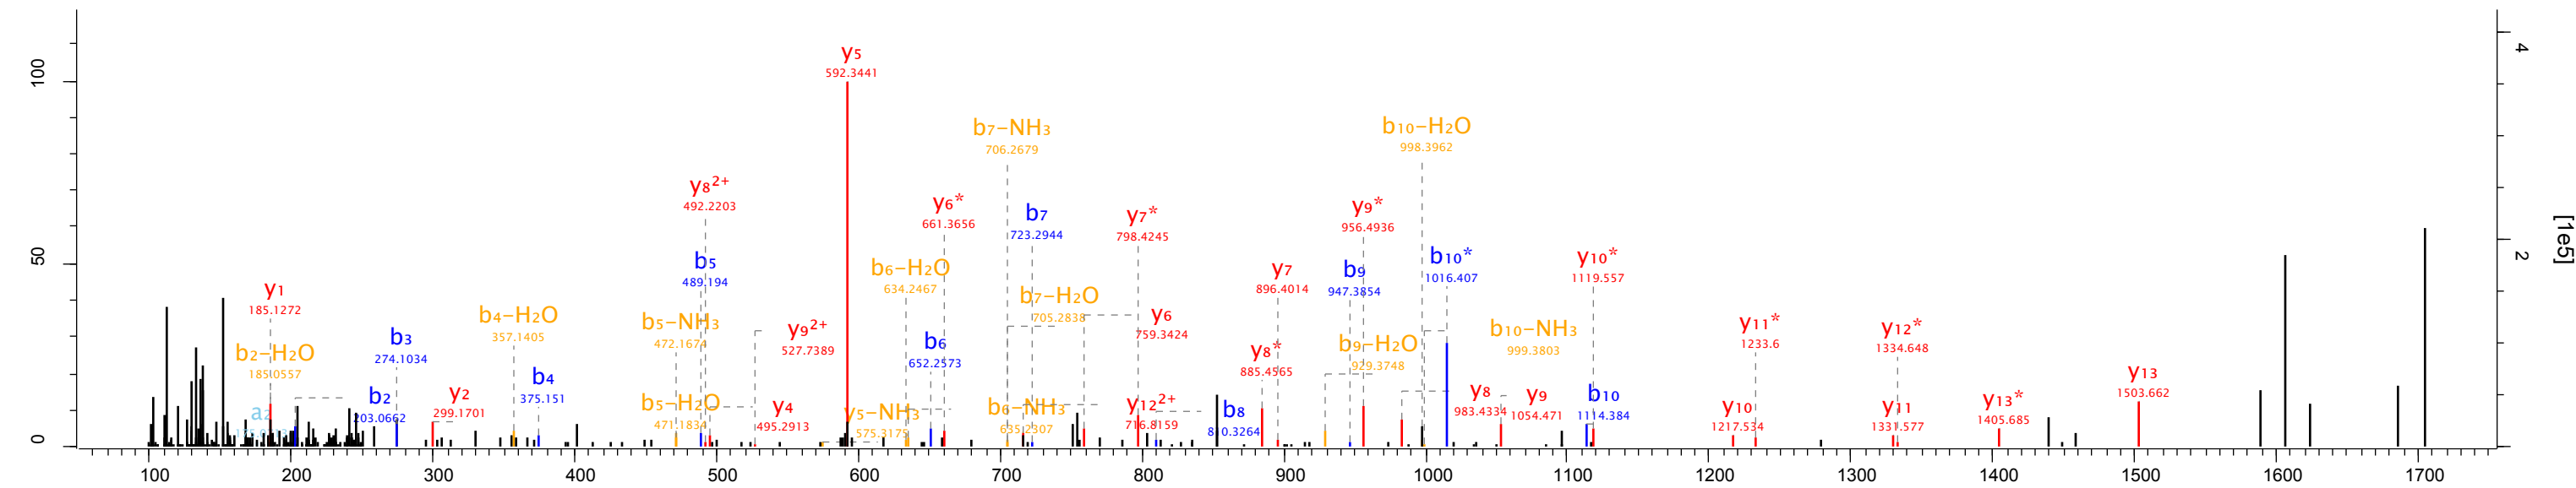 y5
592.3441
4
100
b7-NH3
706.2679
b10-H2O
998.3962
y8 2+
492.2203
y6*
661.3656
b7
723.2944
y7*
798.4245
y9*
956.4936
b5
489.194
b6-H2O
634.2467
y7
896.4014
b9
947.3854
b10*
1016.407
y10*
1119.557
50
2
[1e5]
y1
185.1272
b4-H2O
357.1405
b5-NH3
b7-H2O
705.2838
y9 2+
527.7389
y6
759.3424
b10-NH3
999.3803
y11*
1233.6
y12*
1334.648
b2-H2O
185.0557
b3
274.1034
b6
652.2573
y8*
885.4565
b9-H2O
929.3748
b4
375.151
b2
203.0662
y2
299.1701
b5-H2O
y4
495.2913
y5-NH3
575.3175
b6-NH3
635.2307
y12 2+
716.8159
b8
810.3264
y8
983.4334
y9
1054.471
b10
1114.384
y10
1217.534
y11
1331.577
y13*
1405.685
y13
1503.662
0
0
100 200 300 400 500 600 700 800 900 1000 1100 1200 1300 1400 1500 1600 1700